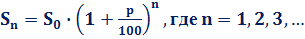 Sₙ = S₀ · (1 + p/100)ⁿ, где n = 1, 2, 3, …